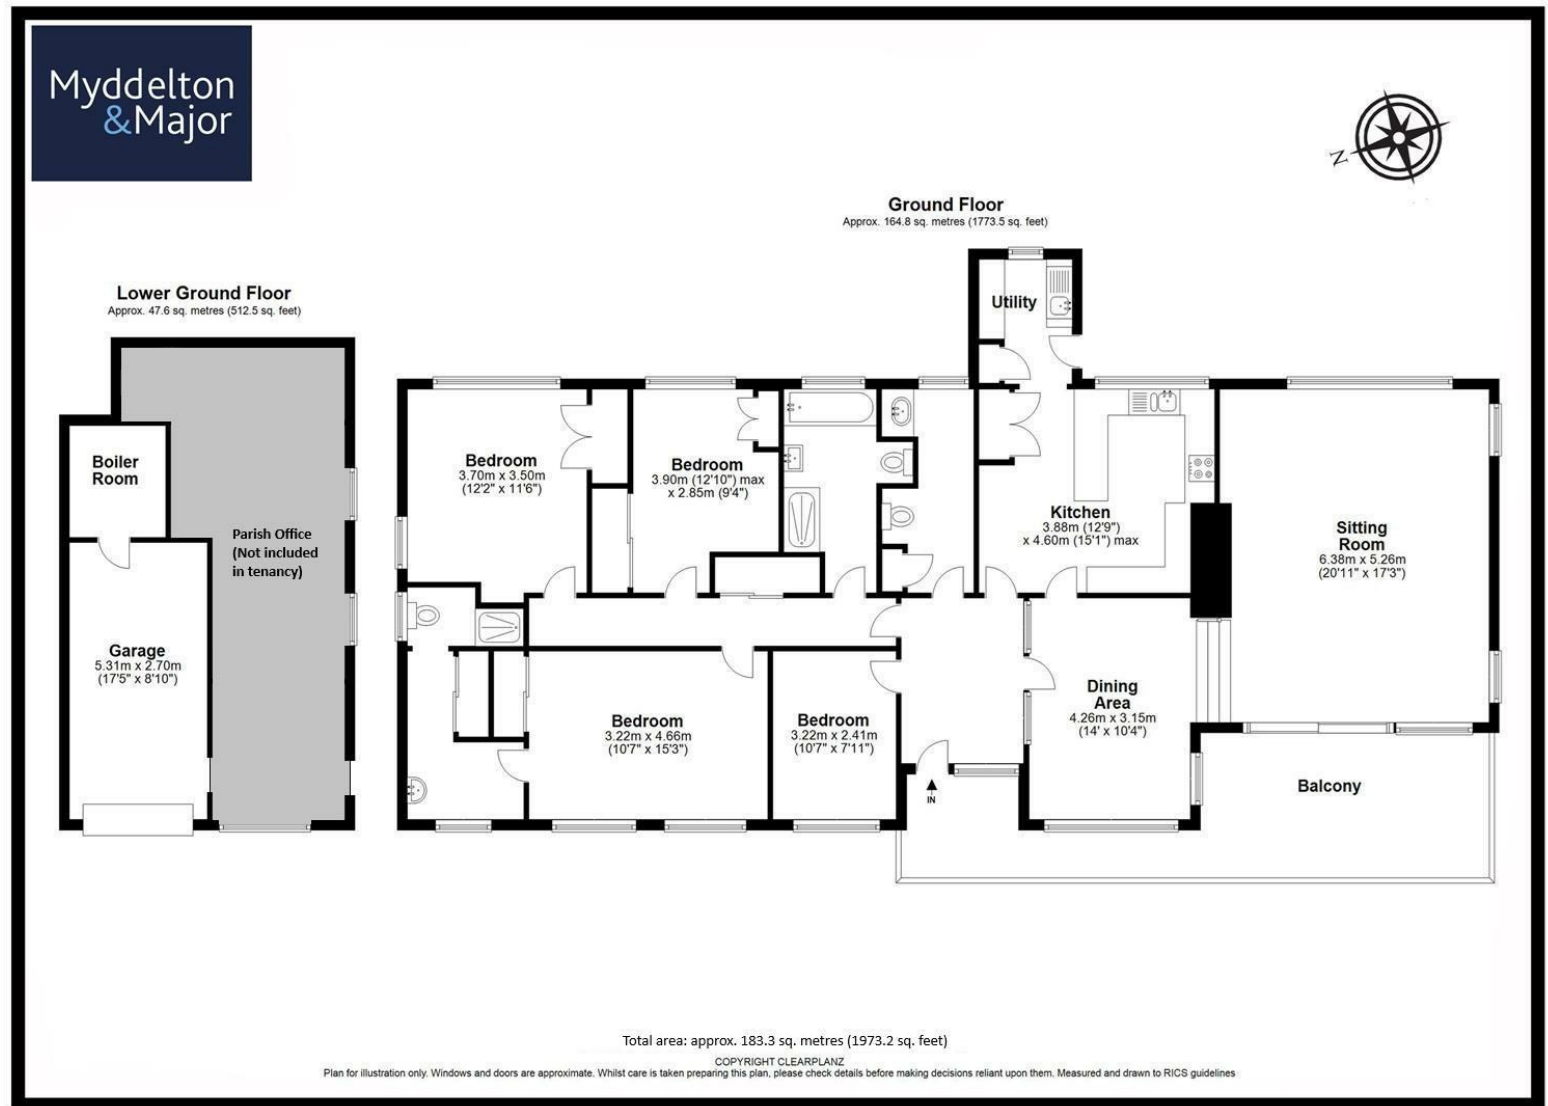 Myddelton
&Major
N
Ground Floor
Approx. 164.8 sq. metres (1773.5 sq. feet)
Lower Ground Floor
Approx. 47.6 sq. metres (512.5 sq. feet)
Utility
Boiler
Room
Bedroom
3.70m x 3.50m
(12'2" x 11'6")
Bedroom
3.90m (12'10") max
x 2.85m (9'4")
Kitchen
3.88m (12'9")
x 4.60m (15'1") max
Sitting
Room
6.38m x 5.26m
(20'11" x 17'3")
Parish Office
(Not included
in tenancy)
Garage
5.31m x 2.70m
(17'5" x 8'10")
Bedroom
3.22m x 4.66m
(10'7" x 15'3")
Bedroom
3.22m x 2.41m
(10'7" x 7'11")
Dining
Area
4.26m x 3.15m
(14' x 10'4")
IN
Balcony
Total area: approx. 183.3 sq. metres (1973.2 sq. feet)
COPYRIGHT CLEARPLANZ
Plan for illustration only. Windows and doors are approximate. Whilst care is taken preparing this plan, please check details before making decisions reliant upon them. Measured and drawn to RICS guidelines